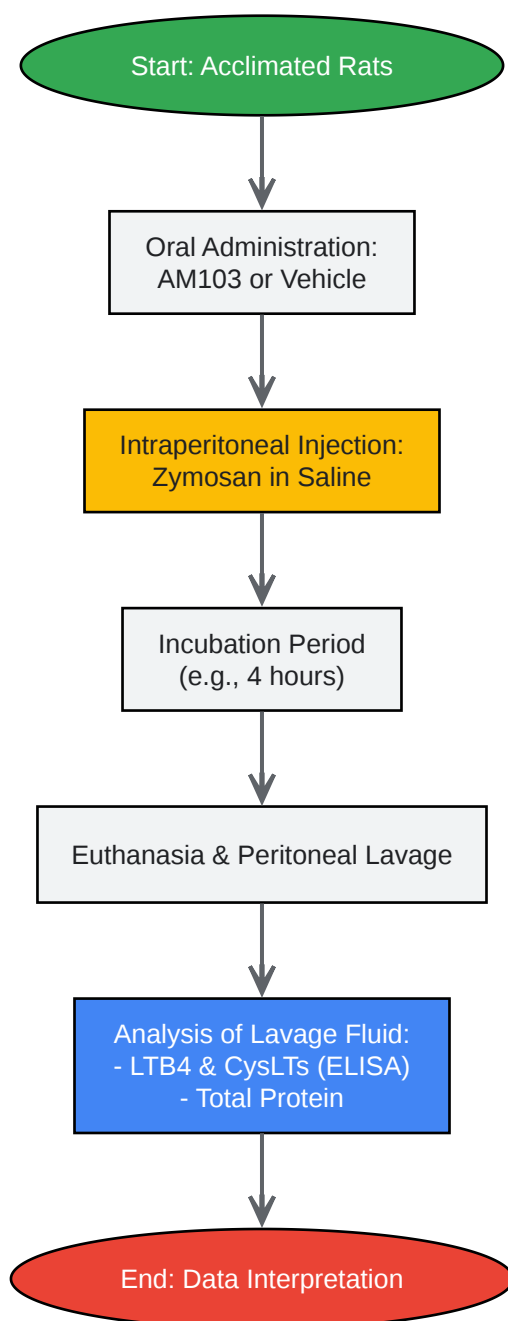 Start: Acclimated Rats
Oral Administration:
AM103 or Vehicle
Intraperitoneal Injection:
Zymosan in Saline
Incubation Period
(e.g., 4 hours)
Euthanasia & Peritoneal Lavage
Analysis of Lavage Fluid:
- LTB4 & CysLTs (ELISA)
- Total Protein
End: Data Interpretation